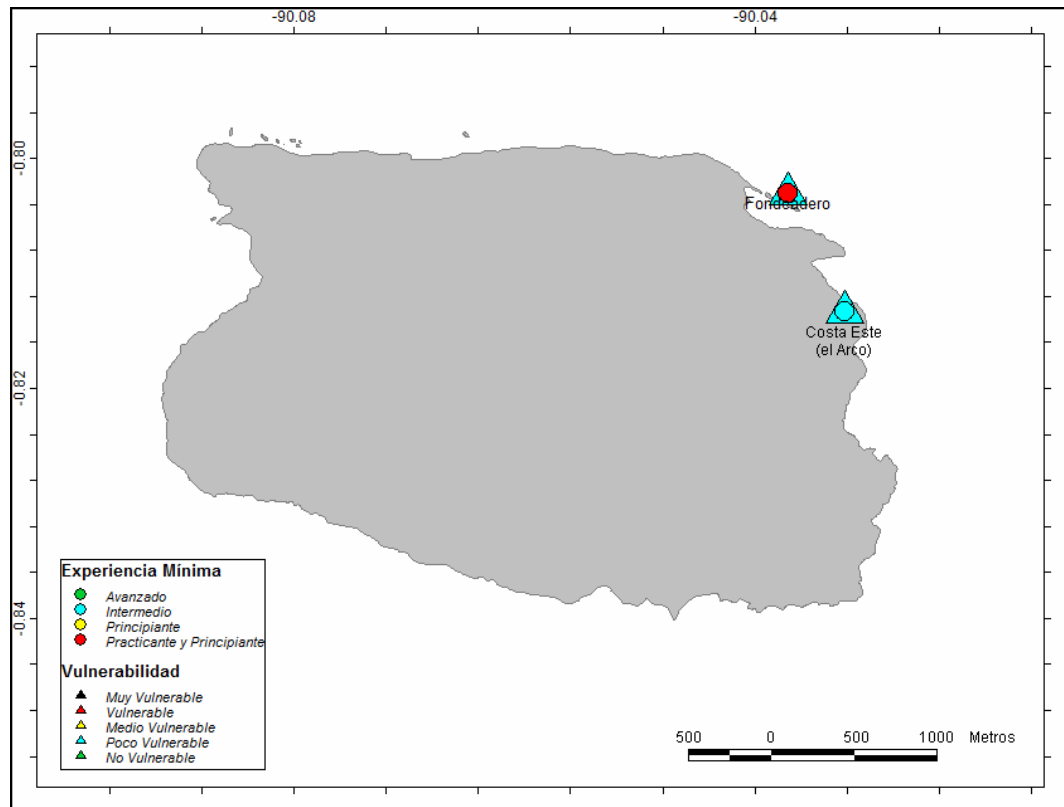 -90.08 -90.04
-0.80
Fondeadero
Costa Este
(el Arco)
-0.82
-0.84
Experiencia Mínima
Avanzado
Intermedio
Principiante
Practicante y Principiante
Vulnerabilidad
Muy Vulnerable
Vulnerable
Medio Vulnerable
Poco Vulnerable
No Vulnerable
500 0 500 1000 Metros